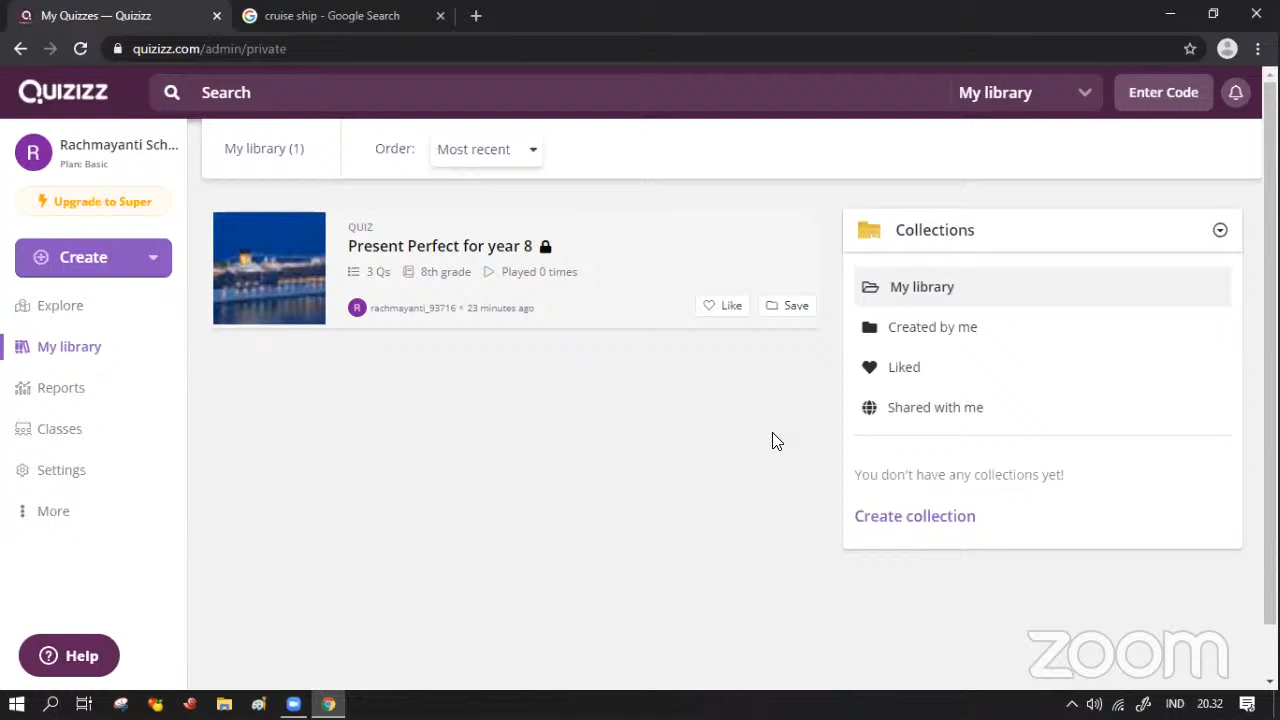 My Quizzes — Quizizz
cruise ship - Google Search
quizizz.com/admin/private
QUIZIZZ
Search
My library
Enter Code
R
Rachmayanti Sch...
Plan: Basic
Upgrade to Super
Create
Explore
My library
Reports
Classes
Settings
More
Help
My library (1)
Order:
Most recent
QUIZ
Present Perfect for year 8
3 Qs
8th grade
Played 0 times
R
rachmayanti_93716 • 23 minutes ago
Like
Save
Collections
My library
Created by me
Liked
Shared with me
You don't have any collections yet!
Create collection
zoom
IND
20.32